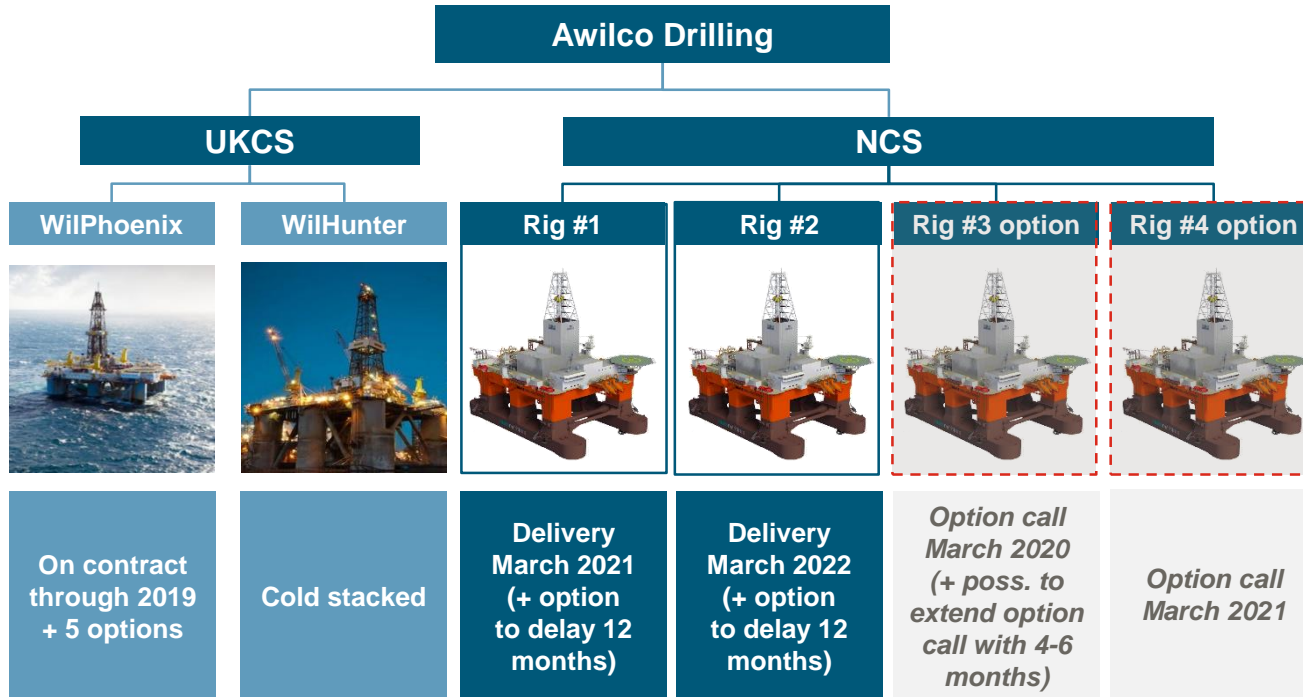 Awilco Drilling
UKCS
NCS
WilPhoenix
WilHunter
Rig #1
Rig #2
Rig #3 option
Rig #4 option
On contract
through 2019
+ 5 options
Cold stacked
Delivery
March 2021
(+ option
to delay 12
months)
Delivery
March 2022
(+ option
to delay 12
months)
Option call
March 2020
(+ poss. to
extend option
call with 4-6
months)
Option call
March 2021